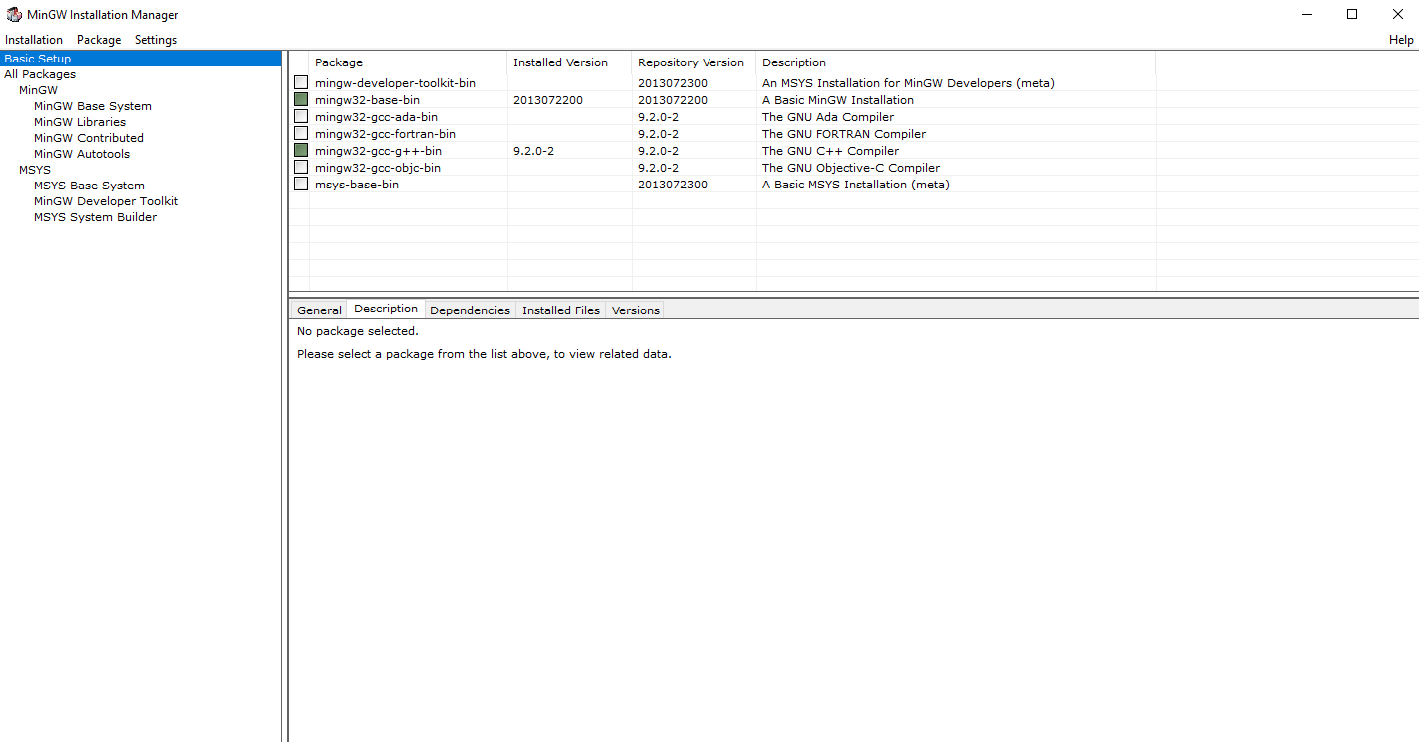 MinGW Installation Manager
Installation Package Settings Help
Basic Setup
All Packages
MinGW
MinGW Base System
MinGW Libraries
MinGW Contributed
MinGW Autotools
MSYS
MSYS Base System
MinGW Developer Toolkit
MSYS System Builder
Package Installed Version Repository Version Description
mingw-developer-toolkit-bin 2013072300 An MSYS Installation for MinGW Developers (meta)
mingw32-base-bin 2013072200 2013072200 A Basic MinGW Installation
mingw32-gcc-ada-bin 9.2.0-2 The GNU Ada Compiler
mingw32-gcc-fortran-bin 9.2.0-2 The GNU FORTRAN Compiler
mingw32-gcc-g++-bin 9.2.0-2 9.2.0-2 The GNU C++ Compiler
mingw32-gcc-objc-bin 9.2.0-2 The GNU Objective-C Compiler
msys-base-bin 2013072300 A Basic MSYS Installation (meta)
General Description Dependencies Installed Files Versions
No package selected.
Please select a package from the list above, to view related data.